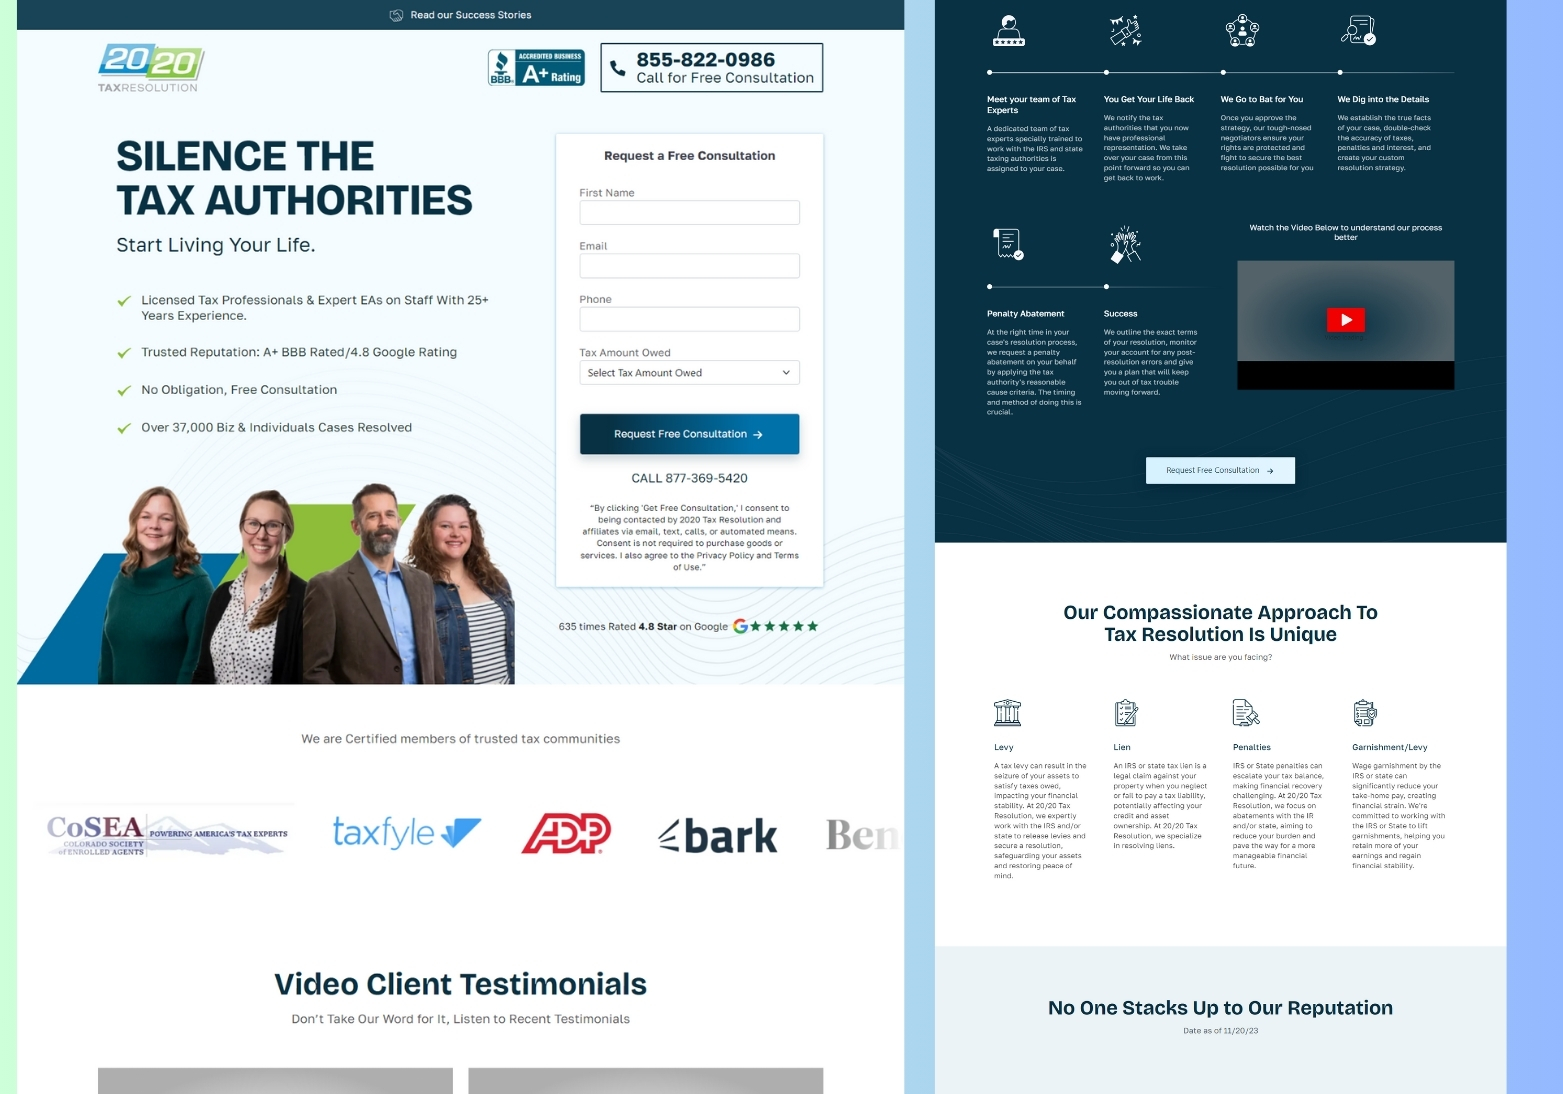 Read our Success Stories
20 20
TAXRESOLUTION
BBB
ACCREDITED BUSINESS
A+ Rating
855-822-0986
Call for Free Consultation
SILENCE THE
TAX AUTHORITIES
Start Living Your Life.
Licensed Tax Professionals & Expert EAs on Staff With 25+
Years Experience.
Trusted Reputation: A+ BBB Rated/4.8 Google Rating
No Obligation, Free Consultation
Over 37,000 Biz & Individuals Cases Resolved
Request a Free Consultation
First Name
Email
Phone
Tax Amount Owed
Select Tax Amount Owed
Request Free Consultation
CALL 877-369-5420
“By clicking 'Get Free Consultation,' I consent to
being contacted by 2020 Tax Resolution and
affiliates via email, text, calls, or automated means.
Consent is not required to purchase goods or
services. I also agree to the Privacy Policy and Terms
of Use.”
635 times Rated 4.8 Star on Google
We are Certified members of trusted tax communities
CoSEA POWERING AMERICA'S TAX EXPERTS
COLORADO SOCIETY
of ENROLLED AGENTS
taxfyle
ADP
bark
Ben
Video Client Testimonials
Don’t Take Our Word for It, Listen to Recent Testimonials
Meet your team of Tax
Experts
A dedicated team of tax
experts specially trained to
work with the IRS and state
taxing authorities is
assigned to your case.
You Get Your Life Back
We notify the tax
authorities that you now
have professional
representation. We take
over your case from this
point forward so you can
get back to work.
We Go to Bat for You
Once you approve the
strategy, our tough-nosed
negotiators ensure your
rights are protected and
fight to secure the best
resolution possible for you
We Dig into the Details
We establish the true facts
of your case, double-check
the accuracy of taxes,
penalties and interest, and
create your custom
resolution strategy.
Penalty Abatement
At the right time in your
case's resolution process,
we request a penalty
abatement on your behalf
by applying the tax
authority's reasonable
cause criteria. The timing
and method of doing this is
crucial.
Success
We outline the exact terms
of your resolution, monitor
your account for any post-
resolution errors and give
you a plan that will keep
you out of tax trouble
moving forward.
Watch the Video Below to understand our process
better
Request Free Consultation
Our Compassionate Approach To
Tax Resolution Is Unique
What issue are you facing?
Levy
A tax levy can result in the
seizure of your assets to
satisfy taxes owed,
impacting your financial
stability. At 20/20 Tax
Resolution, we expertly
work with the IRS and/or
state to release levies and
secure a resolution,
safeguarding your assets
and restoring peace of
mind.
Lien
An IRS or state tax lien is a
legal claim against your
property when you neglect
or fail to pay a tax liability,
potentially affecting your
credit and asset
ownership. At 20/20 Tax
Resolution, we specialize
in resolving liens.
Penalties
IRS or State penalties can
escalate your tax balance,
making financial recovery
challenging. At 20/20 Tax
Resolution, we focus on
abatements with the IR
and/or state, aiming to
reduce your burden and
pave the way for a more
manageable financial
future.
Garnishment/Levy
Wage garnishment by the
IRS or state can
significantly reduce your
take-home pay, creating
financial strain. We're
committed to working with
the IRS or State to lift
garnishments, helping you
retain more of your
earnings and regain
financial stability.
No One Stacks Up to Our Reputation
Date as of 11/20/23